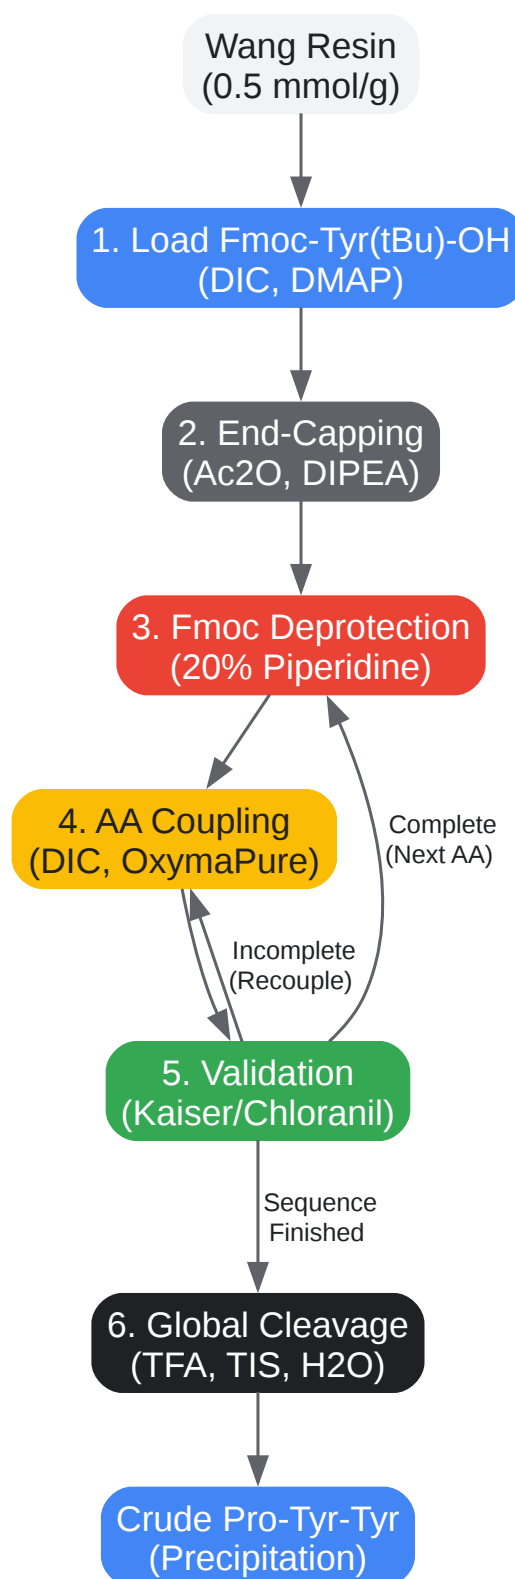 Wang Resin
(0.5 mmol/g)
1. Load Fmoc-Tyr(tBu)-OH
(DIC, DMAP)
2. End-Capping
(Ac2O, DIPEA)
3. Fmoc Deprotection
(20% Piperidine)
4. AA Coupling
(DIC, OxymaPure)
Complete
(Next AA)
Incomplete
(Recouple)
5. Validation
(Kaiser/Chloranil)
Sequence
Finished
6. Global Cleavage
(TFA, TIS, H2O)
Crude Pro-Tyr-Tyr
(Precipitation)